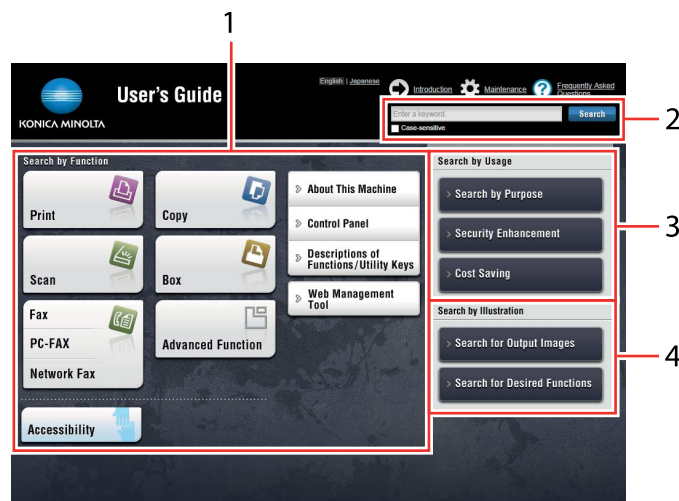 1
English | Japanese
Introduction
Maintenance
Frequently Asked
Questions
User's Guide
KONICA MINOLTA
Enter a keyword.
Search
Case-sensitive
2
Search by Function
Print
Copy
Scan
Box
Fax
PC-FAX
Network Fax
Advanced Function
Accessibility
About This Machine
Control Panel
Descriptions of
Functions/Utility Keys
Web Management
Tool
Search by Usage
Search by Purpose
Security Enhancement
Cost Saving
3
Search by Illustration
Search for Output Images
Search for Desired Functions
4